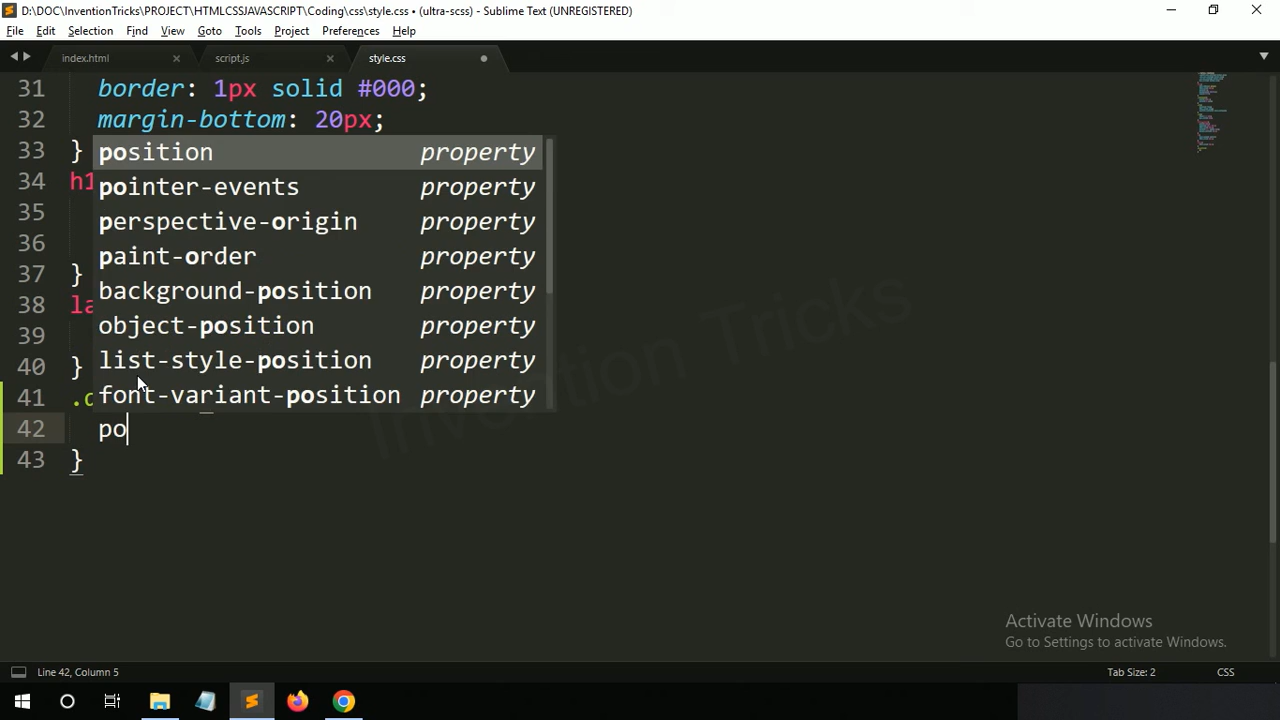 D:\DOC\InventionTricks\PROJECT\HTMLCSSJAVASCRIPT\Coding\css\style.css • (ultra-scss) - Sublime Text (UNREGISTERED)
File Edit Selection Find View Goto Tools Project Preferences Help
index.html script.js style.css
31 border: 1px solid #000;
32 margin-bottom: 20px;
33 }
position property
34 h1
pointer-events property
35
perspective-origin property
36
paint-order property
37 }
background-position property
38 la
object-position property
39
list-style-position property
40 }
font-variant-position property
41
42 po
43 }
Invention Tricks
Activate Windows
Go to Settings to activate Windows.
Line 42, Column 5 Tab Size: 2 CSS